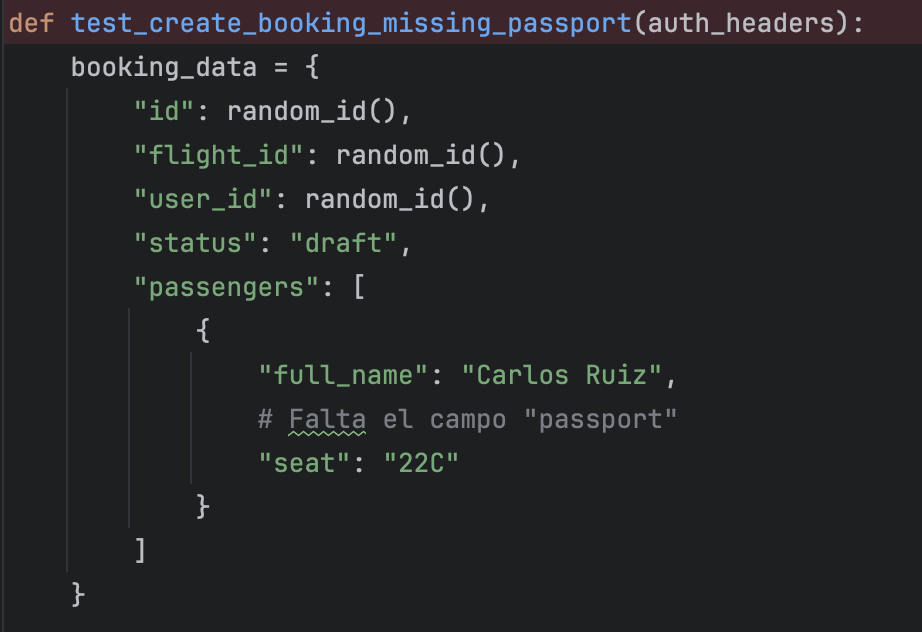 def test_create_booking_missing_passport(auth_headers):
    booking_data = {
        "id": random_id(),
        "flight_id": random_id(),
        "user_id": random_id(),
        "status": "draft",
        "passengers": [
            {
                "full_name": "Carlos Ruiz",
                # Falta el campo "passport"
                "seat": "22C"
            }
        ]
    }